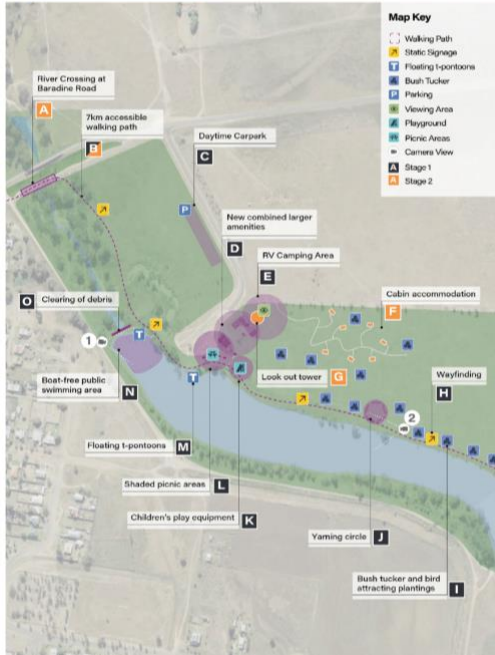 Map Key
Walking Path
Static Signage
T Floating t-pontoons
Bush Tucker
P Parking
Viewing Area
Playground
Picnic Areas
Camera View
A Stage 1
A Stage 2
River Crossing at
Baradine Road
A
7km accessible
walking path
B
Daytime Carpark
C
P
New combined larger
amenities
D
RV Camping Area
E
O Clearing of debris
Cabin accommodation
F
1
T
Boat-free public
swimming area
N
T
Look out tower G
Wayfinding
H
2
Floating t-pontoons M
Shaded picnic areas L
Children's play equipment K
Yarning circle J
Bush tucker and bird
attracting plantings I